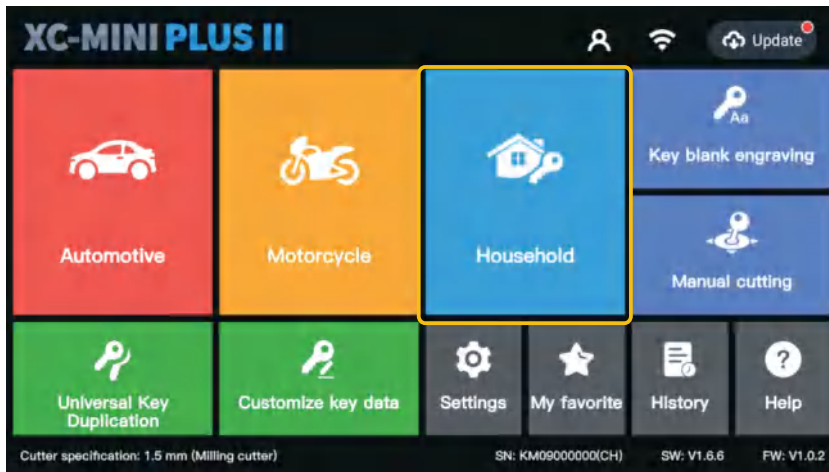 XC-MINI PLUS II
Update
Automotive
Motorcycle
Household
Aa
Key blank engraving
Manual cutting
Universal Key
Duplication
Customize key data
Settings
My favorite
History
?
Help
Cutter specification: 1.5 mm (Milling cutter)
SN: KM09000000(CH)
SW: V1.6.6
FW: V1.0.2